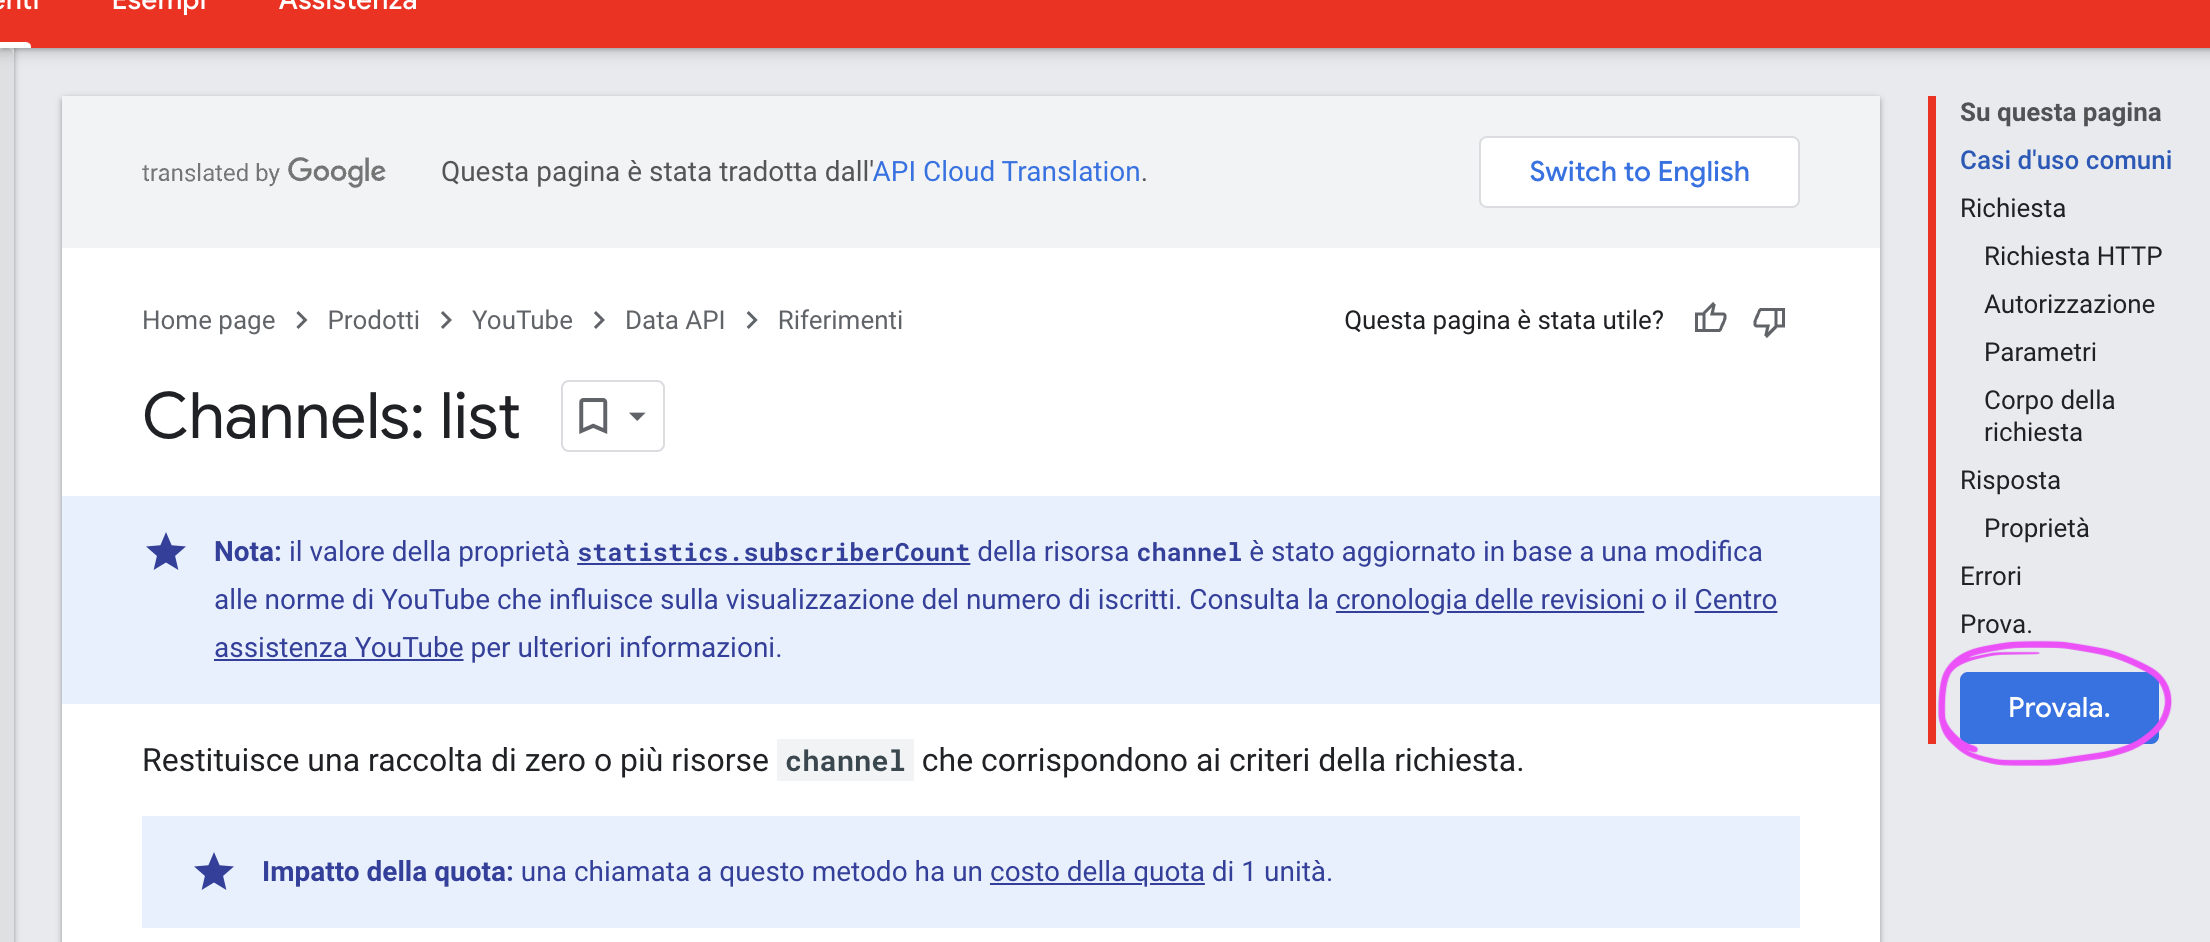 Esempi
Assistenza
translated by Google
Questa pagina è stata tradotta dall'API Cloud Translation.
Switch to English
Home page > Prodotti > YouTube > Data API > Riferimenti
Questa pagina è stata utile?
Channels: list
Nota: il valore della proprietà statistics.subscriberCount della risorsa channel è stato aggiornato in base a una modifica
alle norme di YouTube che influisce sulla visualizzazione del numero di iscritti. Consulta la cronologia delle revisioni o il Centro
assistenza YouTube per ulteriori informazioni.
Restituisce una raccolta di zero o più risorse channel che corrispondono ai criteri della richiesta.
Impatto della quota: una chiamata a questo metodo ha un costo della quota di 1 unità.
Su questa pagina
Casi d'uso comuni
Richiesta
Richiesta HTTP
Autorizzazione
Parametri
Corpo della
richiesta
Risposta
Proprietà
Errori
Prova.
Provala.